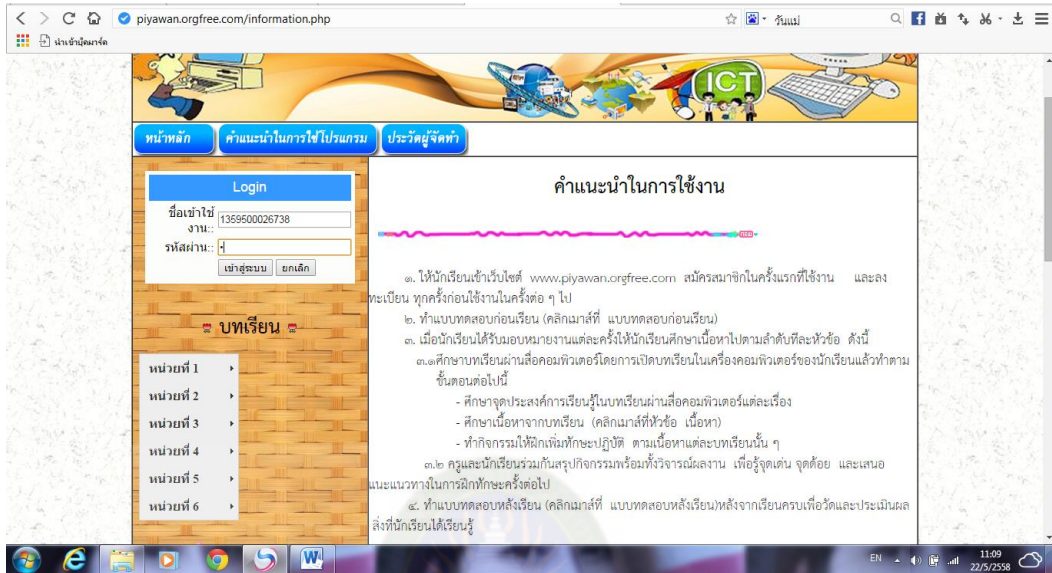 piyawan.orgfree.com/information.php
วันแม่
นำเข้าบุ๊คมาร์ค
ICT
หน้าหลัก คำแนะนำในการใช้โปรแกรม ประวัติผู้จัดทำ
Login
ชื่อเข้าใช้
งาน:: 1359500026738
รหัสผ่าน::
เข้าสู่ระบบ ยกเลิก
บทเรียน
หน่วยที่ 1
หน่วยที่ 2
หน่วยที่ 3
หน่วยที่ 4
หน่วยที่ 5
หน่วยที่ 6
คำแนะนำในการใช้งาน
๑. ให้นักเรียนเข้าเว็บไซต์ www.piyawan.orgfree.com สมัครสมาชิกในครั้งแรกที่ใช้งาน และลง
ทะเบียน ทุกครั้งก่อนใช้งานในครั้งต่อ ๆ ไป
๒. ทำแบบทดสอบก่อนเรียน (คลิกเมาส์ที่ แบบทดสอบก่อนเรียน)
๓. เมื่อนักเรียนได้รับมอบหมายงานแต่ละครั้งให้นักเรียนศึกษาเนื้อหาไปตามลำดับทีละหัวข้อ ดังนี้
๓.๑ศึกษาบทเรียนผ่านสื่อคอมพิวเตอร์โดยการเปิดบทเรียนในเครื่องคอมพิวเตอร์ของนักเรียนแล้วทำตาม
ขั้นตอนต่อไปนี้
- ศึกษาจุดประสงค์การเรียนรู้ในบทเรียนผ่านสื่อคอมพิวเตอร์แต่ละเรื่อง
- ศึกษาเนื้อหาจากบทเรียน (คลิกเมาส์ที่หัวข้อ เนื้อหา)
- ทำกิจกรรมให้ฝึกเพิ่มทักษะปฏิบัติ ตามเนื้อหาแต่ละบทเรียนนั้น ๆ
๓.๒ ครูและนักเรียนร่วมกันสรุปกิจกรรมพร้อมทั้งวิจารณ์ผลงาน เพื่อรู้จุดเด่น จุดด้อย และเสนอ
แนะแนวทางในการฝึกทักษะครั้งต่อไป
๔. ทำแบบทดสอบหลังเรียน (คลิกเมาส์ที่ แบบทดสอบหลังเรียน)หลังจากเรียนครบเพื่อวัดและประเมินผล
สิ่งที่นักเรียนได้เรียนรู้
EN 11:09
22/5/2558